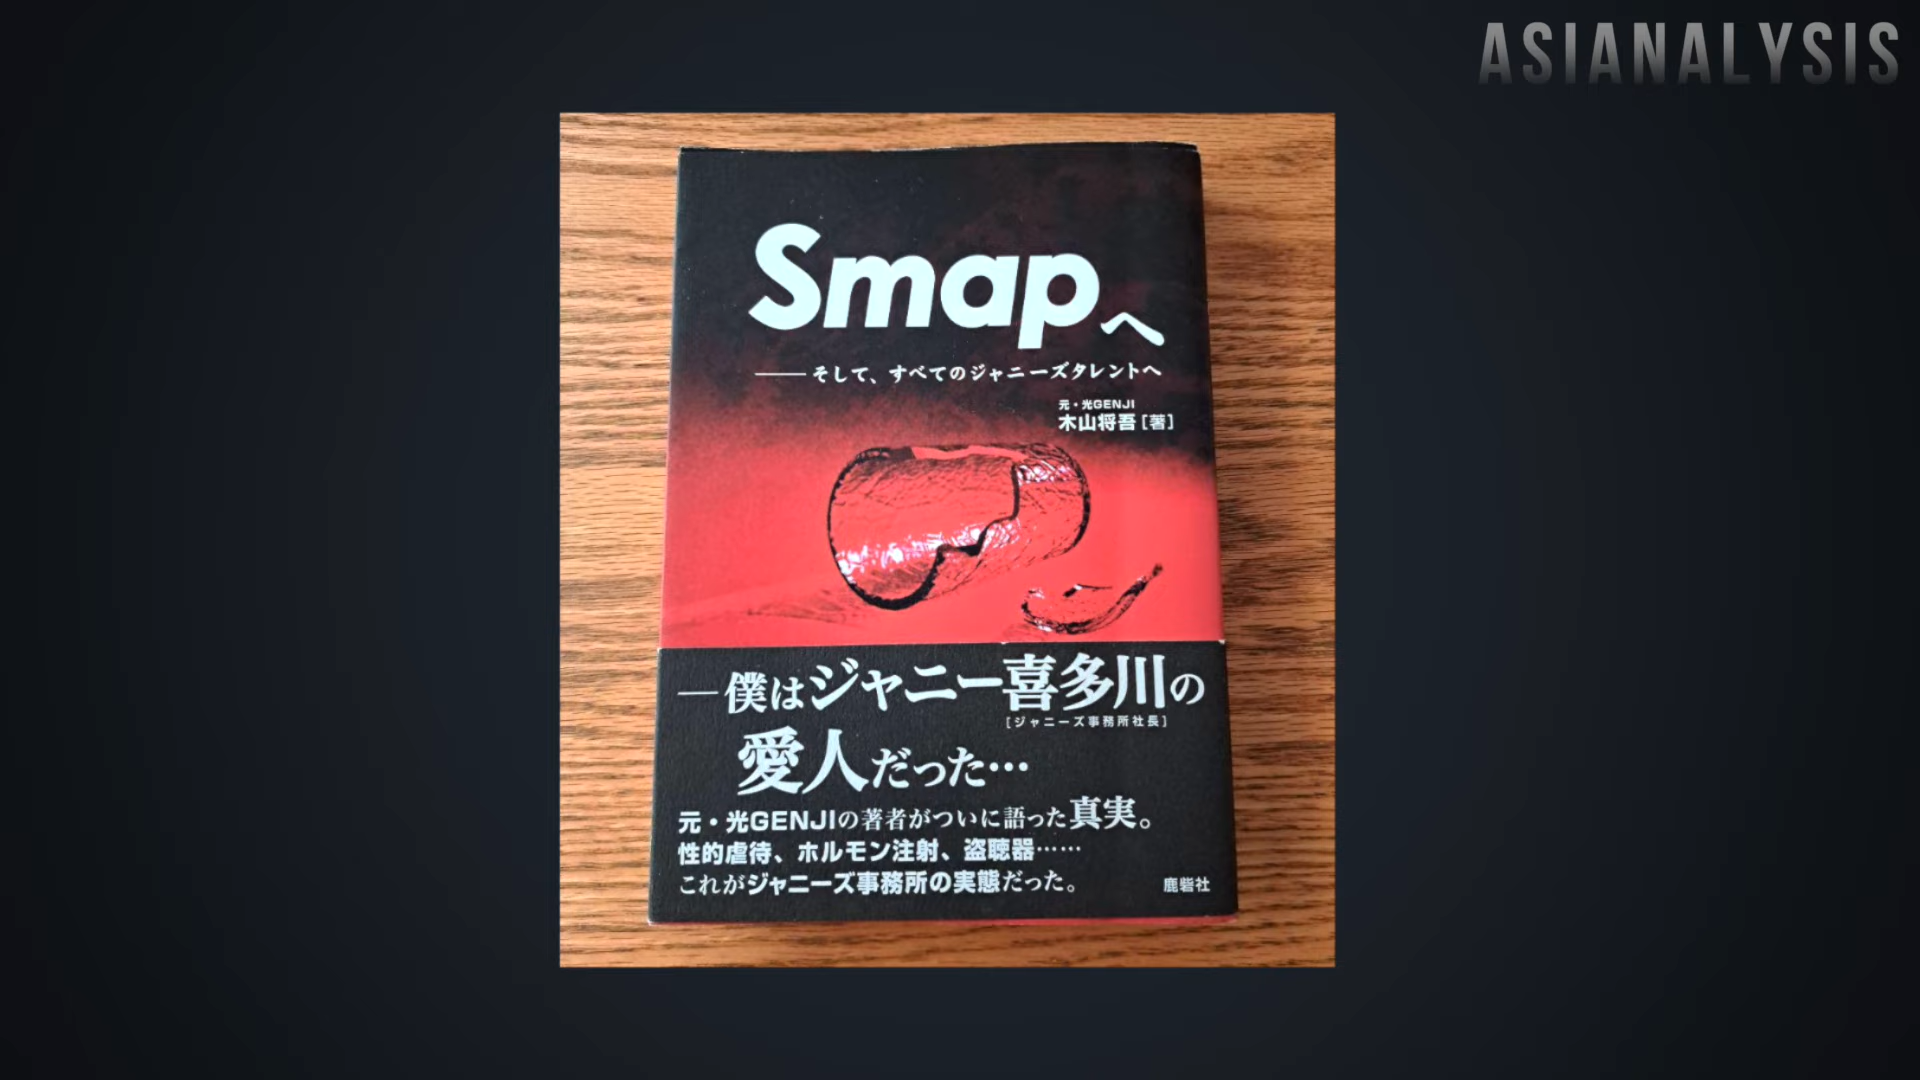 ASIANALYSIS
Smapへ
――そして、すべてのジャニーズタレントへ
元・光GENJI
木山将吾［著］
―僕はジャニー喜多川の
［ジャニーズ事務所社長］
愛人だった…
元・光GENJIの著者がついに語った真実。
性的虐待、ホルモン注射、盗聴器……
これがジャニーズ事務所の実態だった。
鹿砦社